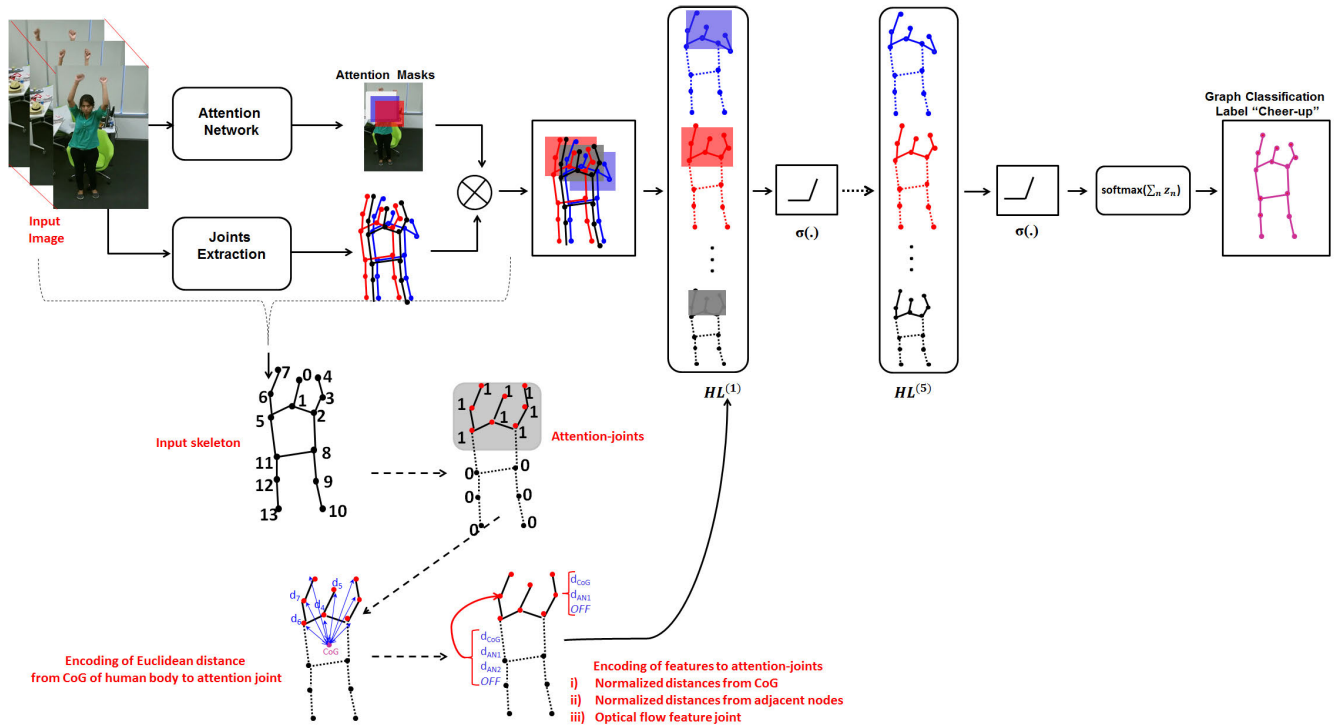 Input
Image
Attention
Network
Joints
Extraction
Attention Masks
HL(1)
σ(.)
HL(5)
σ(.)
softmax(∑n zn)
Graph Classification
Label “Cheer-up”
Input skeleton
7
0
4
6
1
3
5
2
11
8
12
9
13
10
Attention-joints
1
1
1
1
1
1
1
1
0
0
0
0
0
0
d7
d5
d4
d6
CoG
Encoding of Euclidean distance
from CoG of human body to attention joint
dCoG
dAN1
OFF
dCoG
dAN1
dAN2
OFF
Encoding of features to attention-joints
i) Normalized distances from CoG
ii) Normalized distances from adjacent nodes
iii) Optical flow feature joint